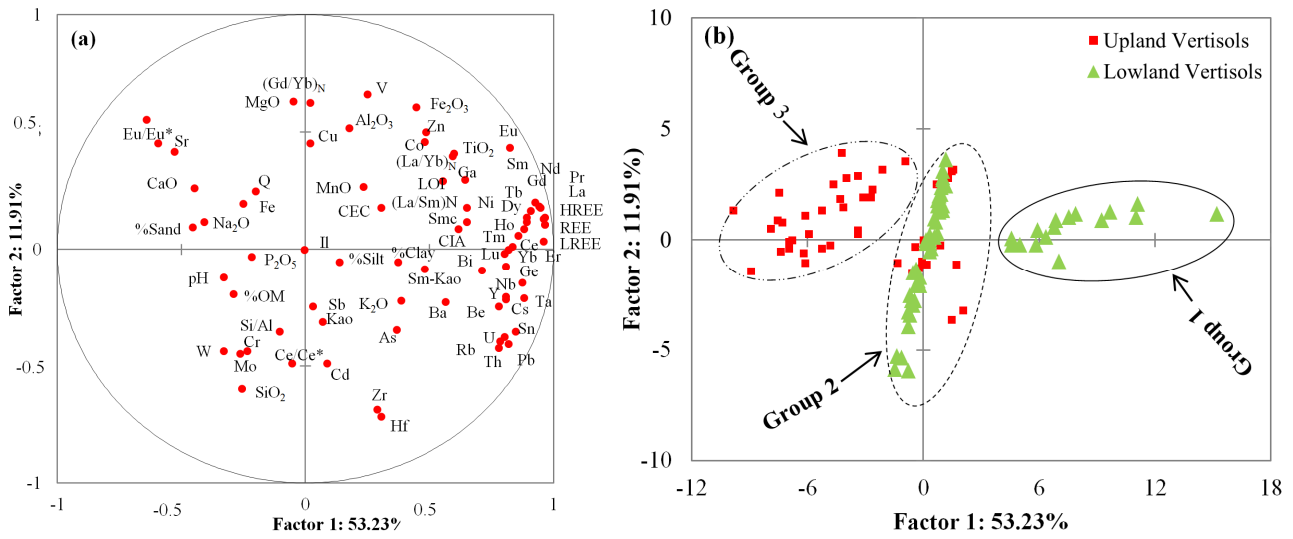 (a)
1
(Gd/Yb)N
V
MgO
Fe2O3
0.5
Al2O3
Zn
Eu/Eu*
Cu
Co
Eu
Sr
TiO2
(La/Yb)N
Sm
Nd
CaO
Q
MnO
LOI
Ga
Tb
Gd
Pr
La
Fe
CEC
(La/Sm)N
Ni
Dy
HREE
%Sand
Na2O
Smc
Ho
REE
0
Il
CIA
Tm
Ce
LREE
P2O5
%Silt
%Clay
Bi
Lu
Yb
Er
pH
Sm-Kao
Ge
%OM
Sb
K2O
Nb
Y
Ta
Kao
Ba
Be
Cs
Si/Al
As
U
Sn
W
Cr
Mo
Ce/Ce*
Rb
-0.5
Cd
Th
Pb
SiO2
Zr
Hf
-1
-1
-0.5
0
0.5
1
Factor 1: 53.23%
Factor 2: 11.91%
(b)
10
Upland Vertisols
Lowland Vertisols
Group 3
5
0
Group 1
-5
Group 2
-10
-12
-6
0
6
12
18
Factor 1: 53.23%
Factor 2: 11.91%)